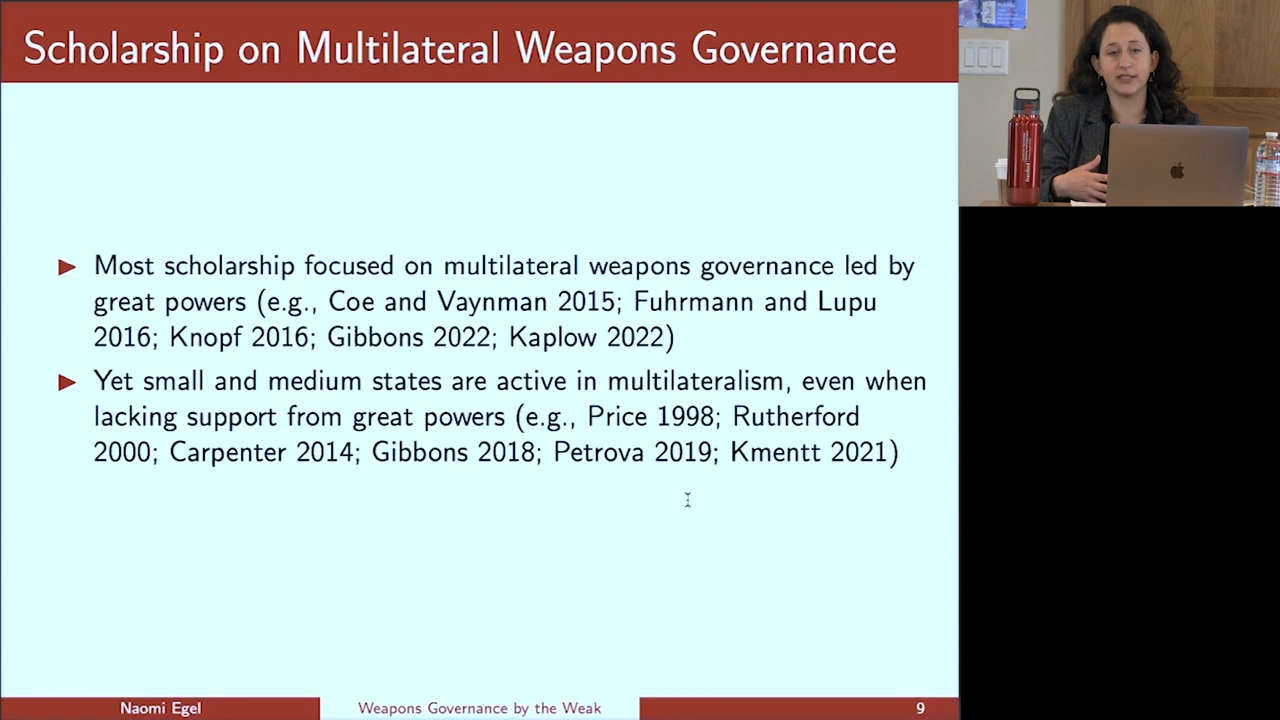 Scholarship on Multilateral Weapons Governance
▶ Most scholarship focused on multilateral weapons governance led by
great powers (e.g., Coe and Vaynman 2015; Fuhrmann and Lupu
2016; Knopf 2016; Gibbons 2022; Kaplow 2022)
▶ Yet small and medium states are active in multilateralism, even when
lacking support from great powers (e.g., Price 1998; Rutherford
2000; Carpenter 2014; Gibbons 2018; Petrova 2019; Kmentt 2021)
Naomi Egel
Weapons Governance by the Weak
9